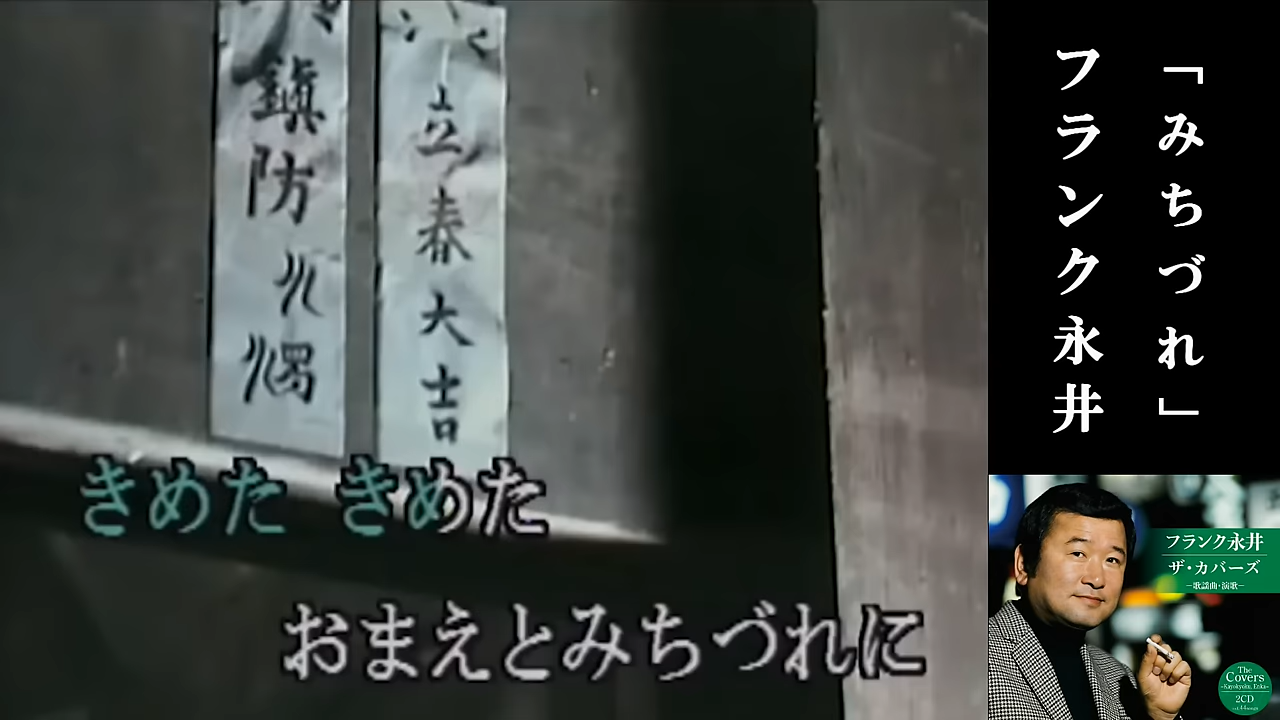 鎮防火燭
立春大吉
きめた きめた
おまえとみちづれに
「みちづれ」
フランク永井
フランク永井
ザ・カバーズ
−歌謡曲・演歌−
The
Covers
~Kayokyoku, Enka~
2CD